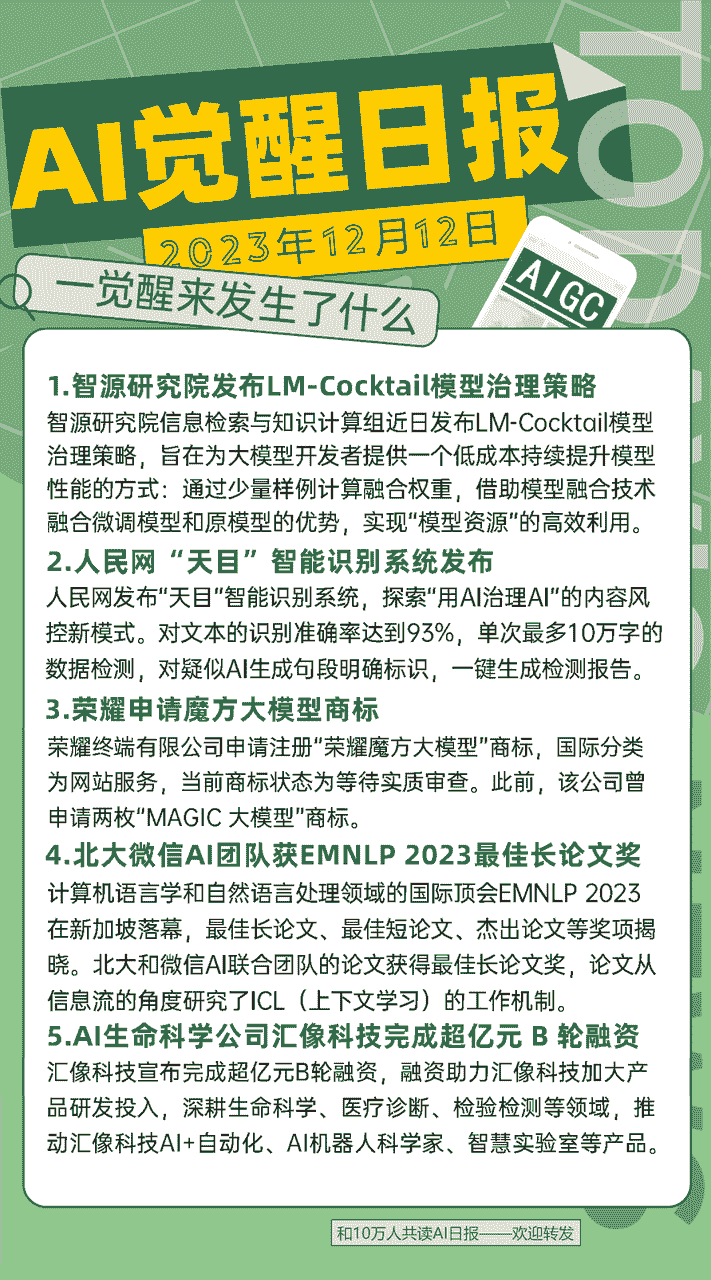 AI觉醒日报
2023年12月12日
一觉醒来发生了什么
AIGC
1.智源研究院发布LM-Cocktail模型治理策略
智源研究院信息检索与知识计算组近日发布LM-Cocktail模型
治理策略，旨在为大模型开发者提供一个低成本持续提升模型
性能的方式：通过少量样例计算融合权重，借助模型融合技术
融合微调模型和原模型的优势，实现“模型资源”的高效利用。
2.人民网“天目”智能识别系统发布
人民网发布“天目”智能识别系统，探索“用AI治理AI”的内容风
控新模式。对文本的识别准确率达到93%，单次最多10万字的
数据检测，对疑似AI生成句段明确标识，一键生成检测报告。
3.荣耀申请魔方大模型商标
荣耀终端有限公司申请注册“荣耀魔方大模型”商标，国际分类
为网站服务，当前商标状态为等待实质审查。此前，该公司曾
申请两枚“MAGIC 大模型”商标。
4.北大微信AI团队获EMNLP 2023最佳长论文奖
计算机语言学和自然语言处理领域的国际顶会EMNLP 2023
在新加坡落幕，最佳长论文、最佳短论文、杰出论文等奖项揭
晓。北大和微信AI联合团队的论文获得最佳长论文奖，论文从
信息流的角度研究了ICL（上下文学习）的工作机制。
5.AI生命科学公司汇像科技完成超亿元 B 轮融资
汇像科技宣布完成超亿元B轮融资，融资助力汇像科技加大产
品研发投入，深耕生命科学、医疗诊断、检验检测等领域，推
动汇像科技AI+自动化、AI机器人科学家、智慧实验室等产品。
和10万人共读AI日报——欢迎转发